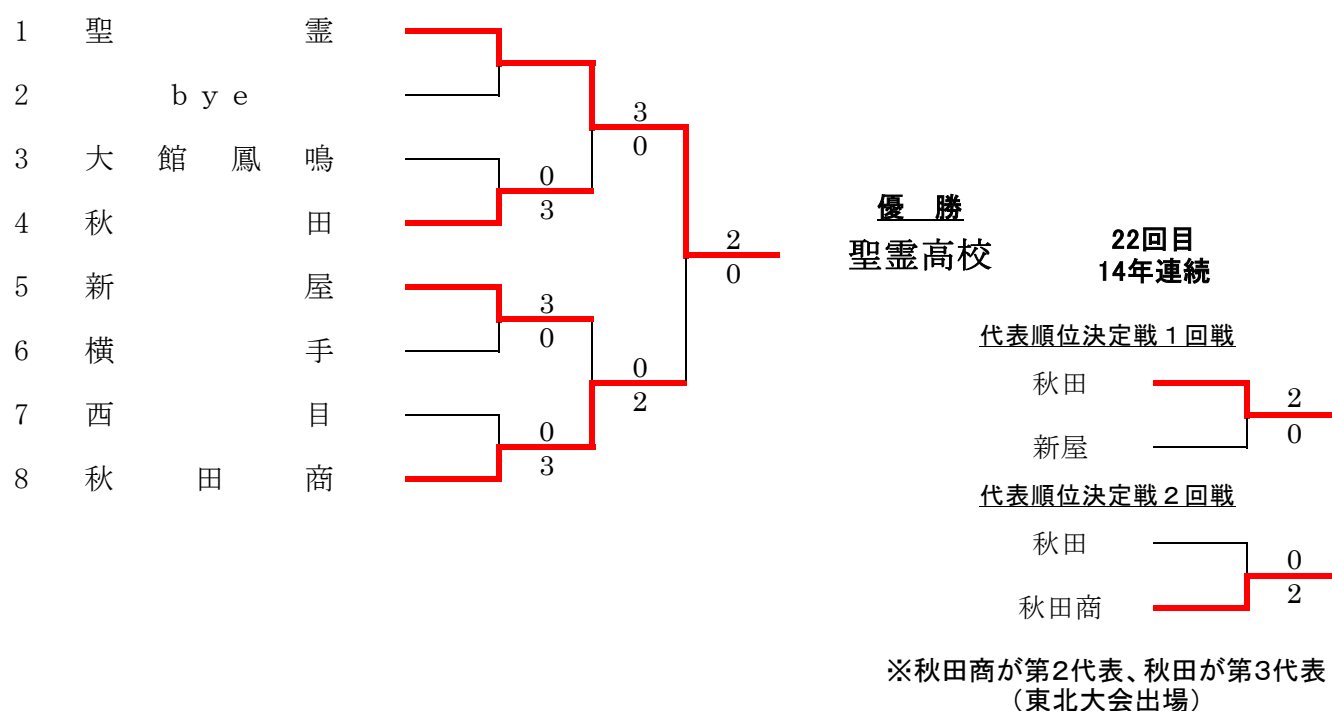 1 聖霊
2 bye
3 大館鳳鳴
4 秋田
5 新屋
6 横手
7 西目
8 秋田商
0
3
3
0
0
3
3
0
0
2
2
0
優 勝
聖霊高校
22回目
14年連続
代表順位決定戦１回戦
秋田
2
0
新屋
代表順位決定戦２回戦
秋田
0
2
秋田商
※秋田商が第2代表、秋田が第3代表
（東北大会出場）